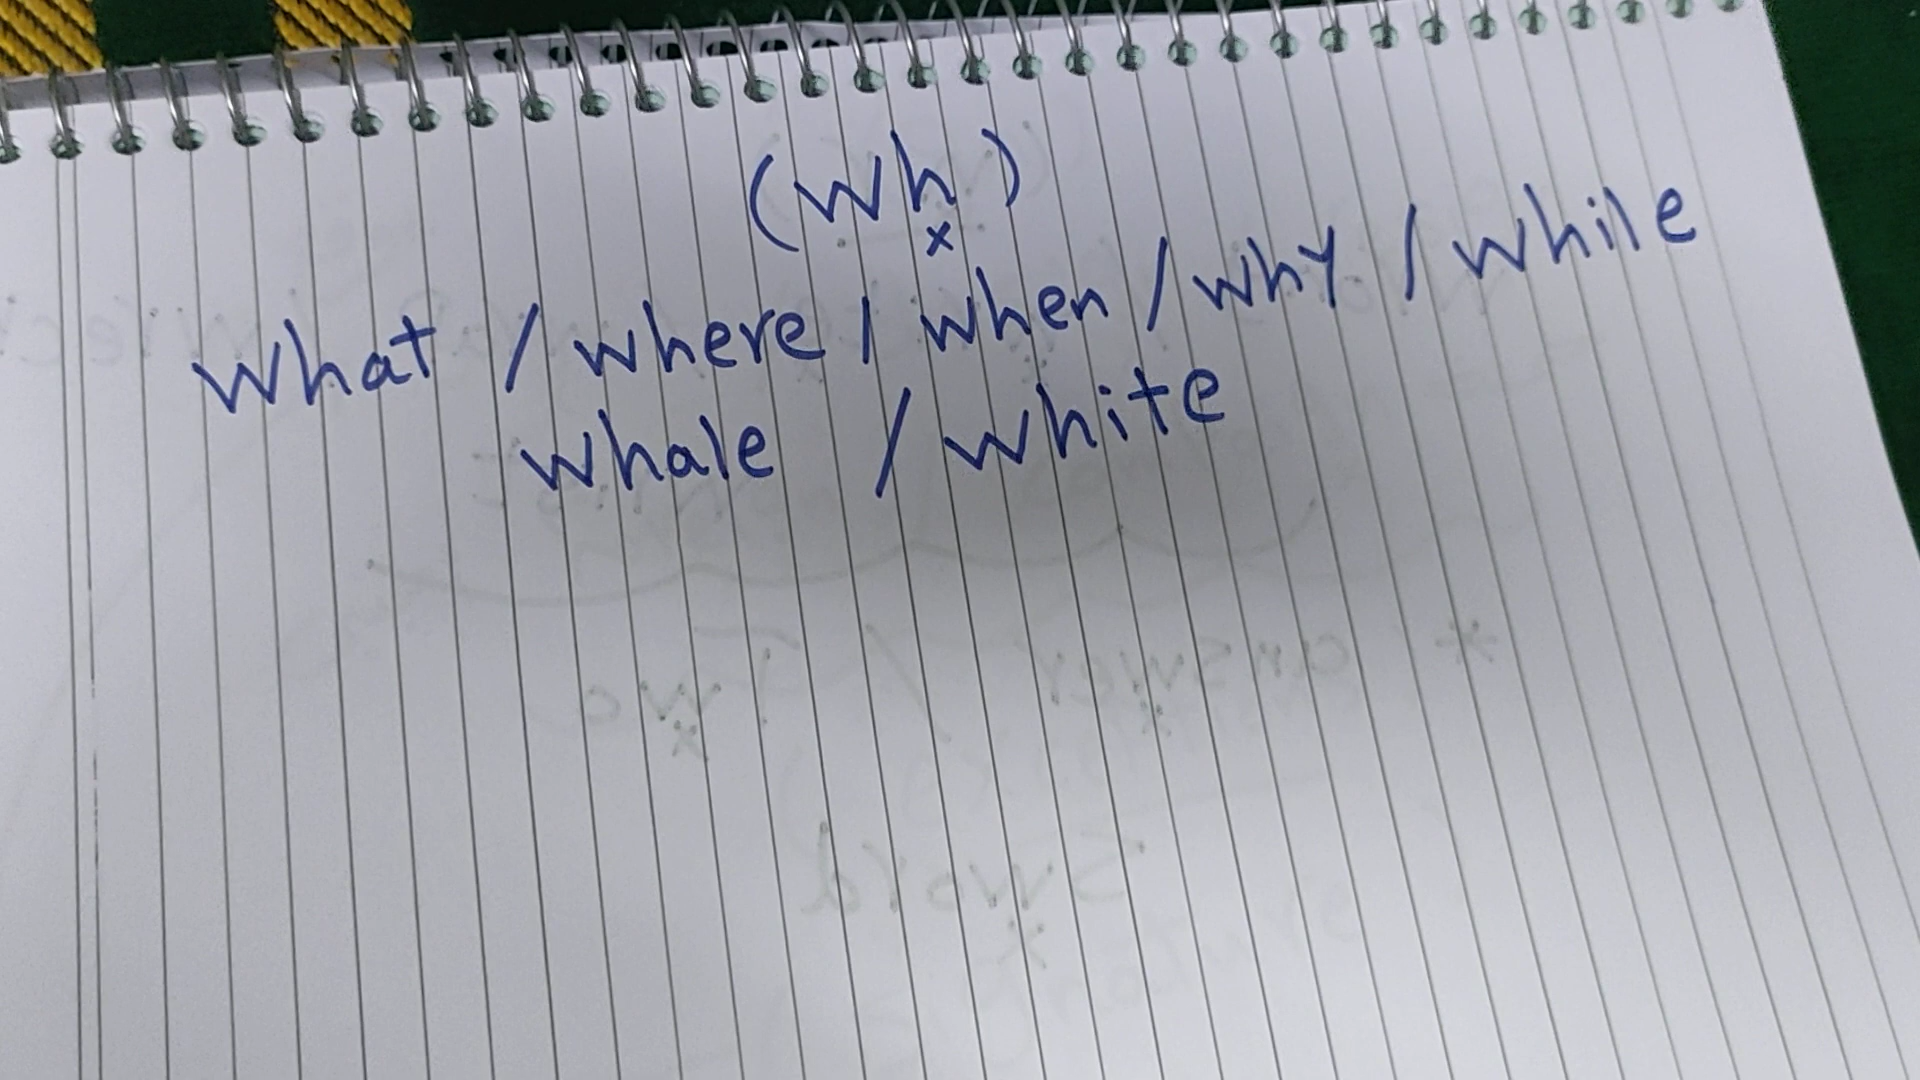 (Wh)
x
What / where / when / why / while
whale / white